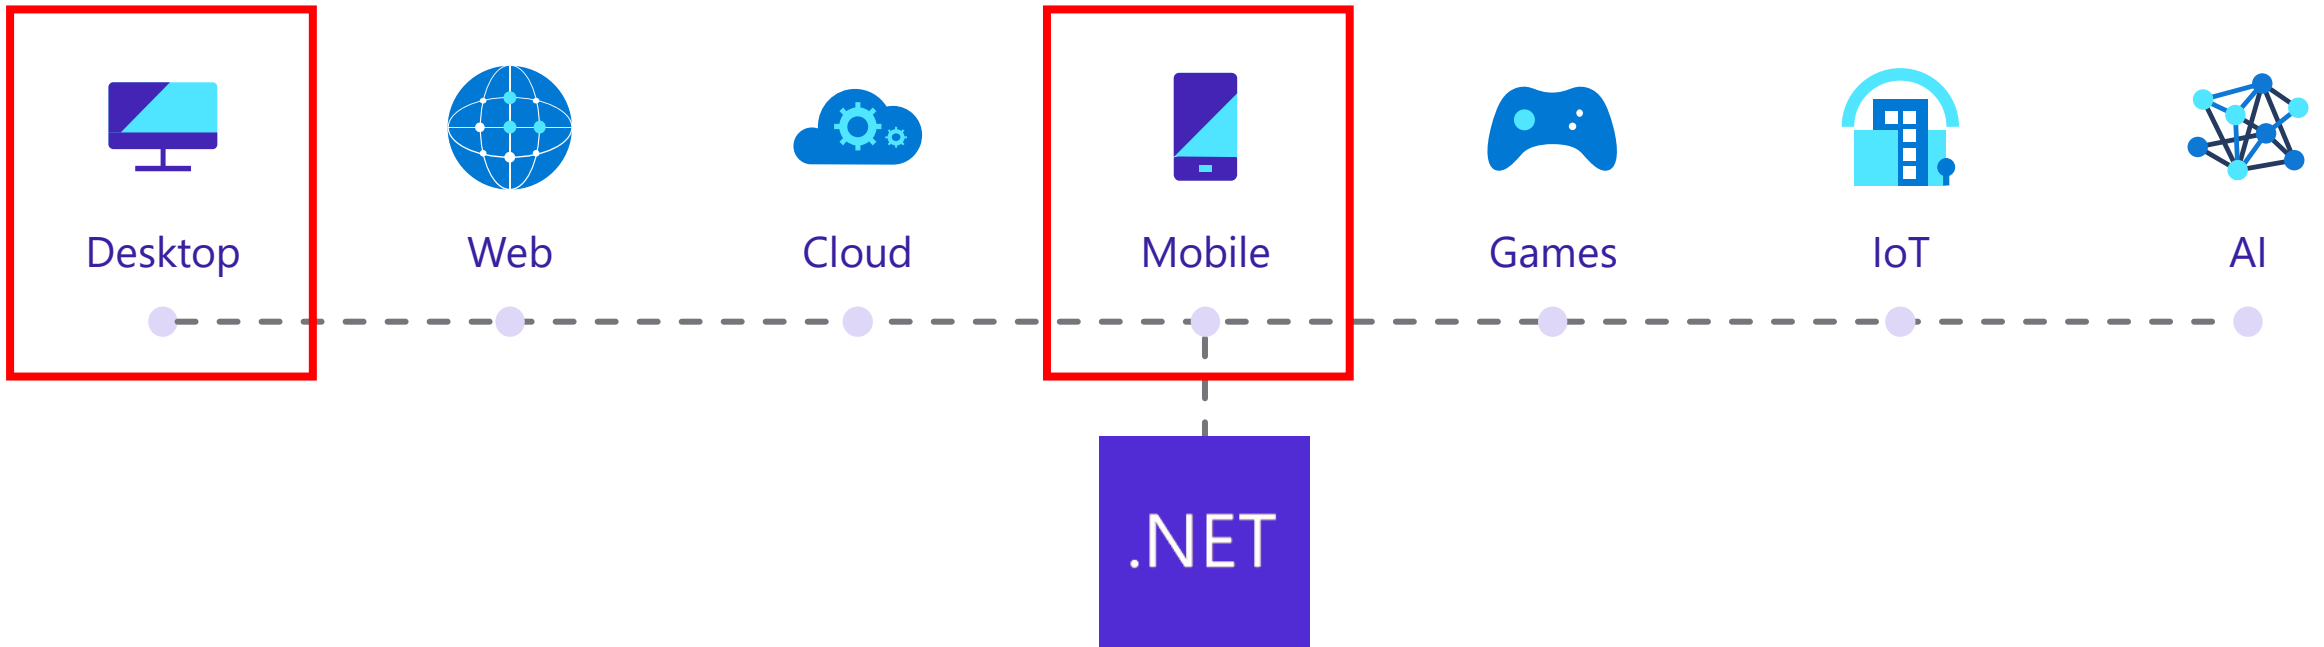 Desktop
Web
Cloud
Mobile
Games
IoT
AI
.NET